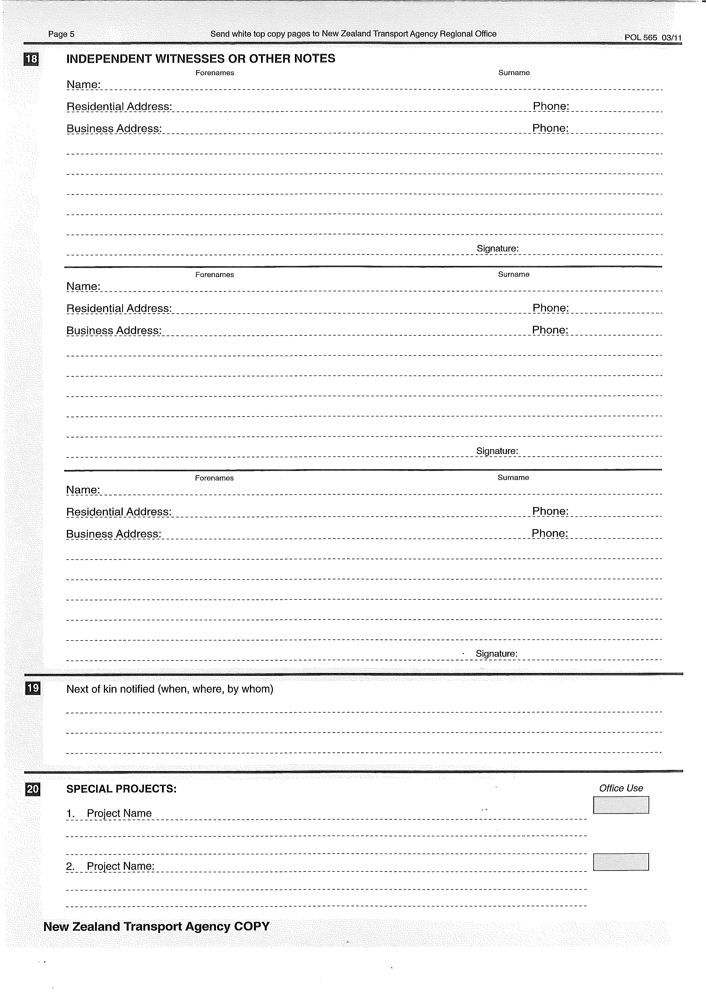 Page 5 Send white top copy pages to New Zealand Transport Agency Regional Office POL 565 03/11
18 INDEPENDENT WITNESSES OR OTHER NOTES
Forenames Surname
Name:
Residential Address: Phone:
Business Address: Phone:
Signature:
Forenames Surname
Name:
Residential Address: Phone:
Business Address: Phone:
Signature:
Forenames Surname
Name:
Residential Address: Phone:
Business Address: Phone:
Signature:
19 Next of kin notified (when, where, by whom)
20 SPECIAL PROJECTS: Office Use
1. Project Name
2. Project Name:
New Zealand Transport Agency COPY